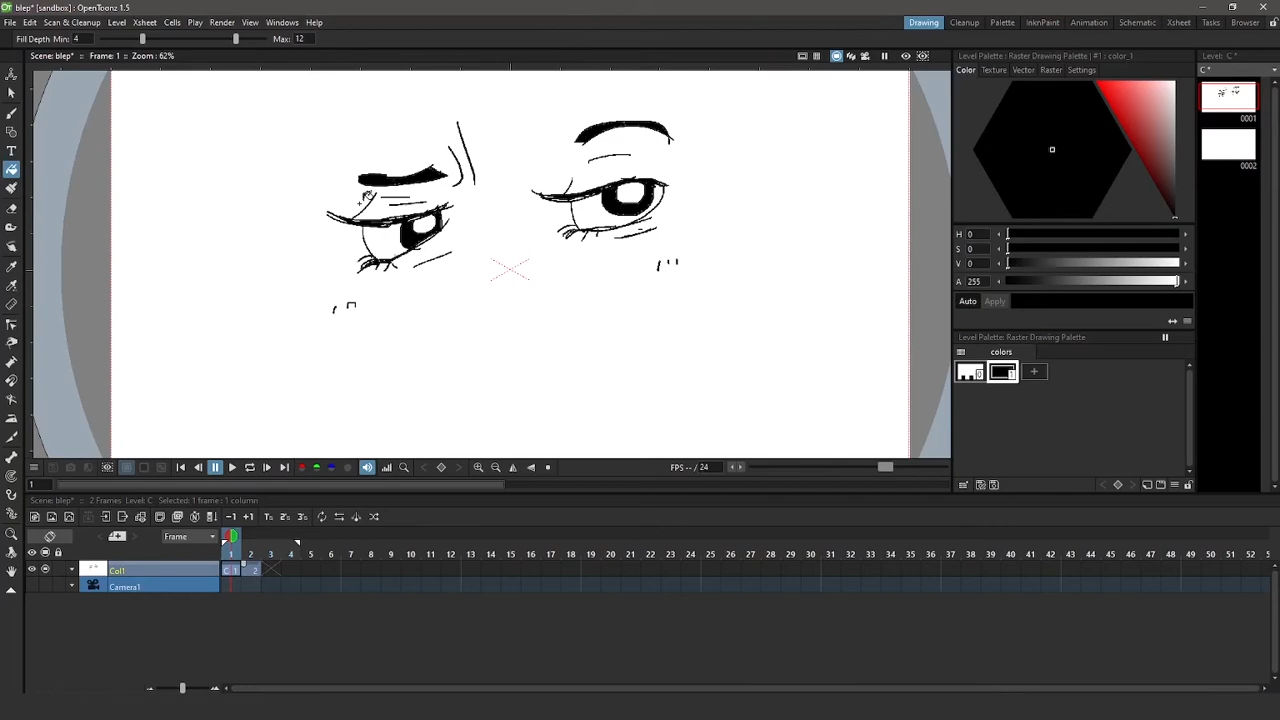 blep* [sandbox] : OpenToonz 1.5
File Edit Scan & Cleanup Level Xsheet Cells Play Render View Windows Help
Drawing Cleanup Palette InknPaint Animation Schematic Xsheet Tasks Browser
Fill Depth: Min: 4 Max: 12
Scene: blep* :: Frame: 1 :: Zoom : 62%
Level Palette: Raster Drawing Palette | #1 : color_1
Level: C *
Color Texture Vector Raster Settings
C *
0001
0002
H 0
S 0
V 0
A 255
Auto Apply
Level Palette: Raster Drawing Palette
colors
0 1 +
FPS -- / 24
1
Scene: blep* :: 2 Frames Level: C Selected: 1 frame : 1 column
-1 +1 1's 2's 3's
Frame
1 2 3 4 5 6 7 8 9 10 11 12 13 14 15 16 17 18 19 20 21 22 23 24 25 26 27 28 29 30 31 32 33 34 35 36 37 38 39 40 41 42 43 44 45 46 47 48 49 50 51 52 5
Col1 C 1 2
Camera1